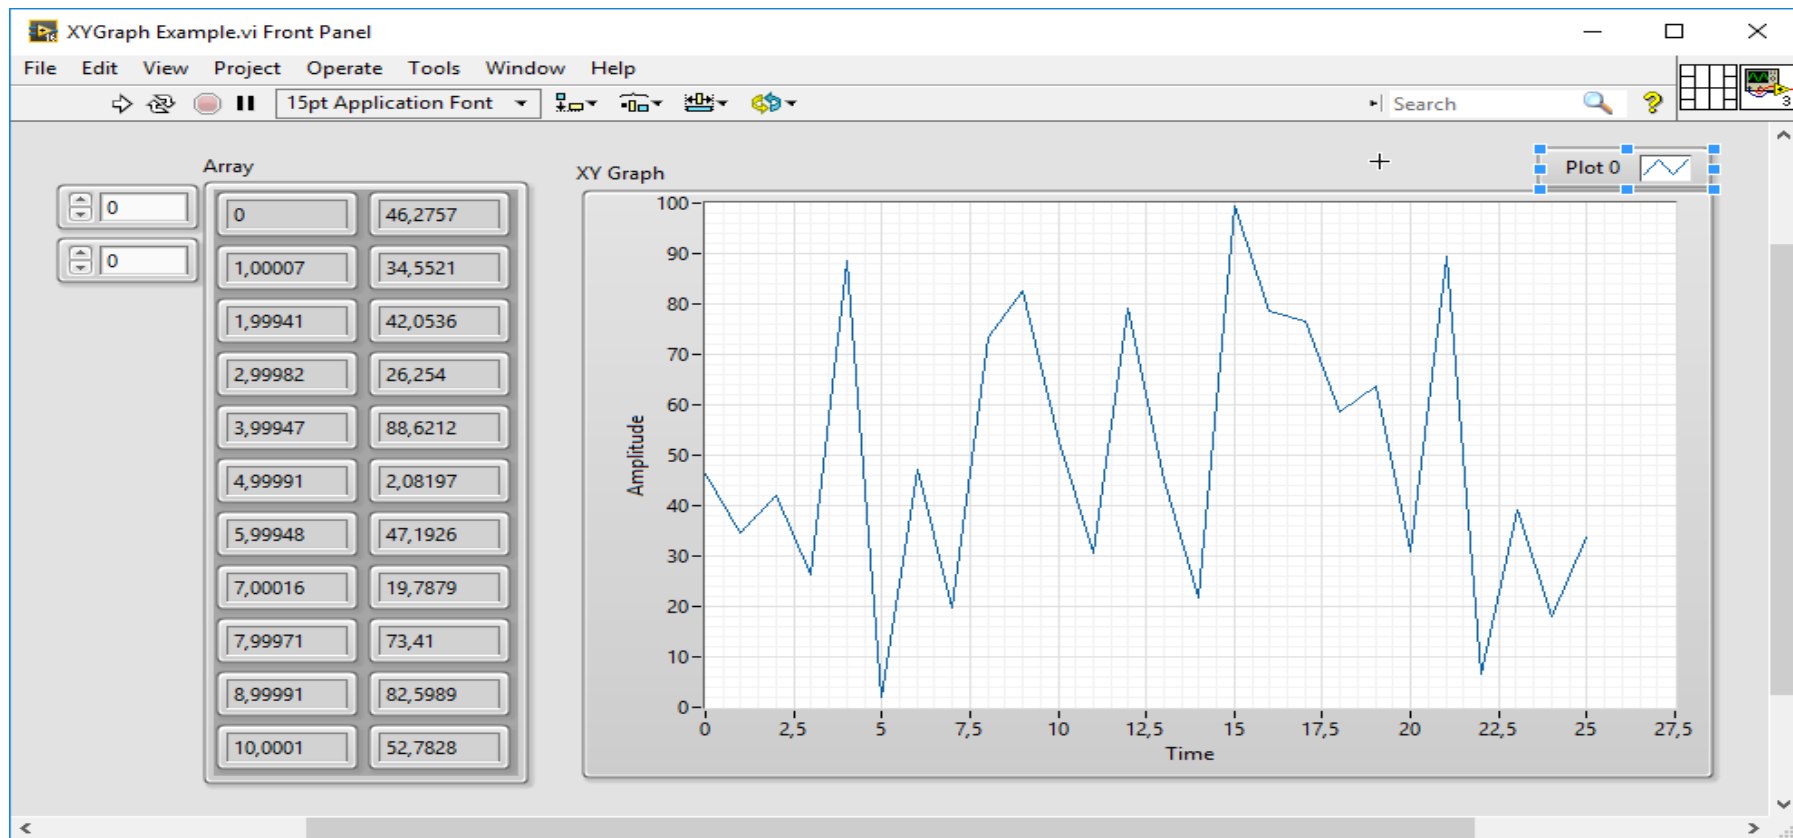 XYGraph Example.vi Front Panel
File Edit View Project Operate Tools Window Help
15pt Application Font
Search
3
Array
XY Graph
Plot 0
0
0
0 46,2757
1,00007 34,5521
1,99941 42,0536
2,99982 26,254
3,99947 88,6212
4,99991 2,08197
5,99948 47,1926
7,00016 19,7879
7,99971 73,41
8,99991 82,5989
10,0001 52,7828
100
90
80
70
60
50
40
30
20
10
0
Amplitude
0 2,5 5 7,5 10 12,5 15 17,5 20 22,5 25 27,5
Time